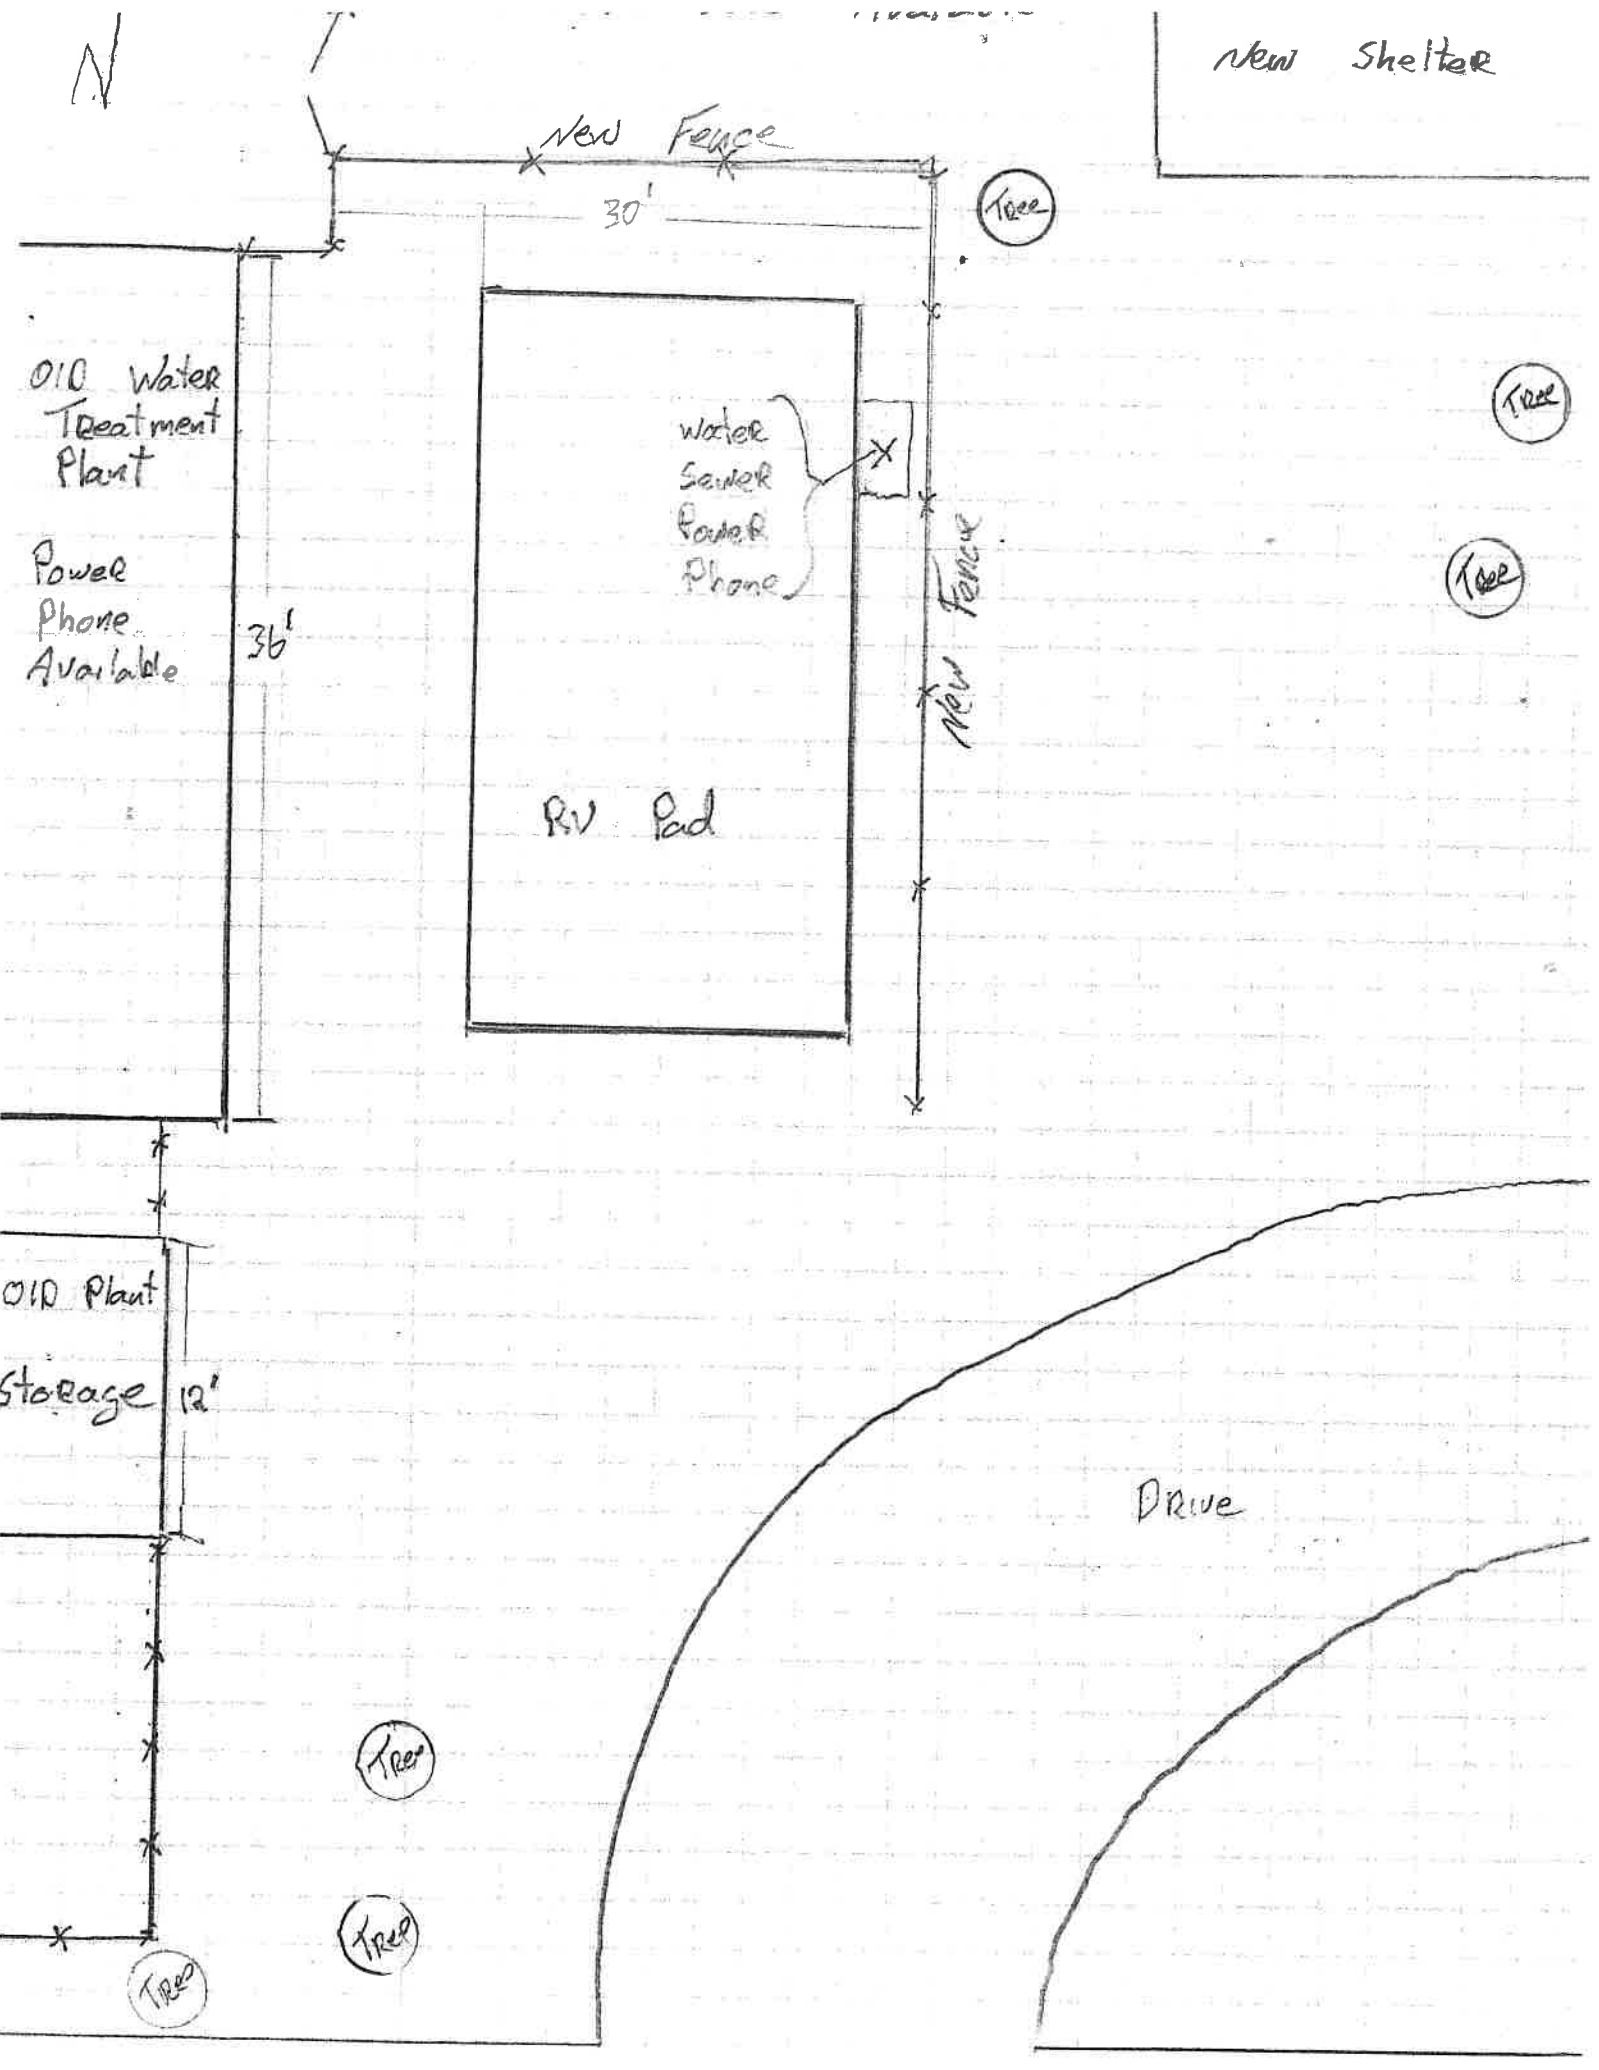 N
New Shelter
New Fence
30'
Tree
Old Water
Treatment
Plant
Power
Phone
Available
36'
Water
Sewer
Power
Phone
New Fence
Tree
Tree
RV Pad
Old Plant
Storage
12'
Drive
Tree
Tree
Tree